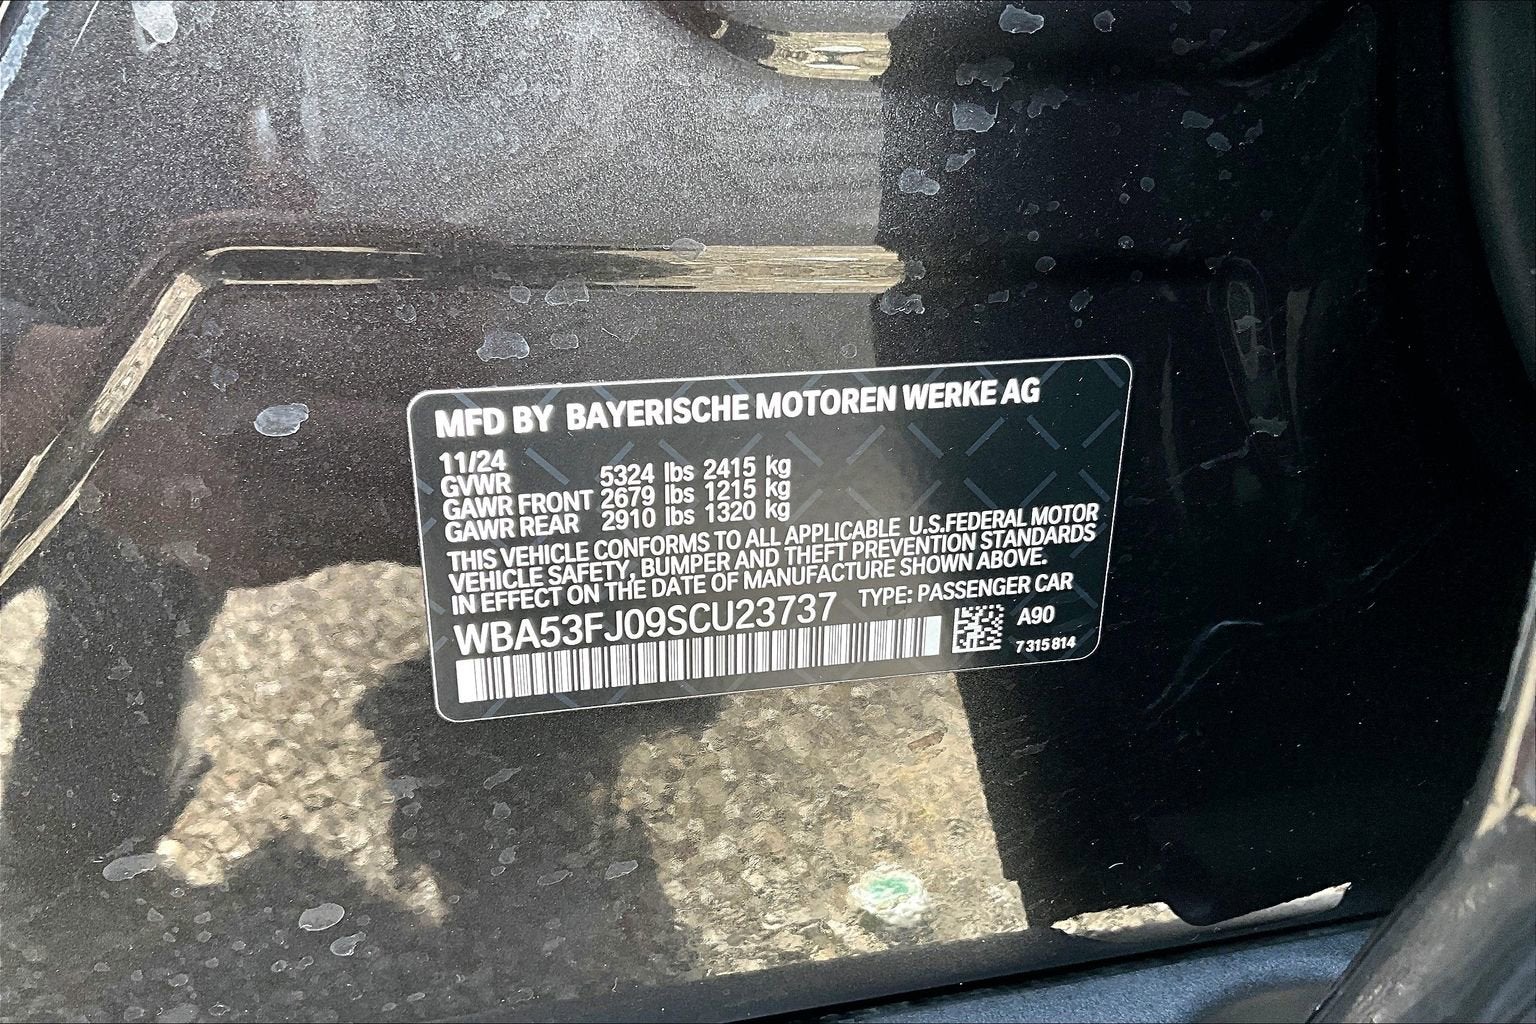 MFD BY BAYERISCHE MOTOREN WERKE AG
11/24
GVWR 5324 lbs 2415 kg
GAWR FRONT 2679 lbs 1215 kg
GAWR REAR 2910 lbs 1320 kg
THIS VEHICLE CONFORMS TO ALL APPLICABLE U.S.FEDERAL MOTOR
VEHICLE SAFETY, BUMPER AND THEFT PREVENTION STANDARDS
IN EFFECT ON THE DATE OF MANUFACTURE SHOWN ABOVE.
WBA53FJ09SCU23737 TYPE: PASSENGER CAR
A90
7315814